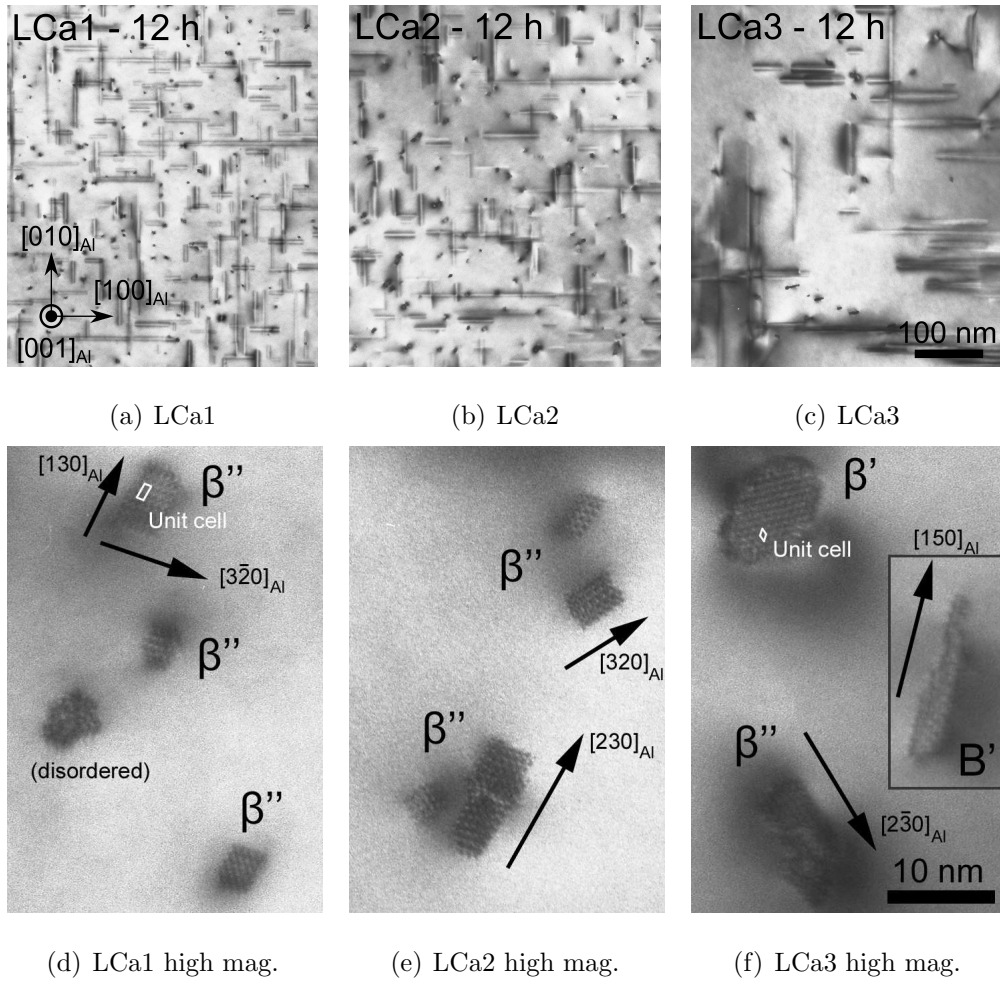 LCa1 - 12 h
LCa2 - 12 h
LCa3 - 12 h
[010]Al
[100]Al
[001]Al
100 nm
(a) LCa1
(b) LCa2
(c) LCa3
[130]Al
β’’
Unit cell
[32̅0]Al
β’’
(disordered)
β’’
β’’
[320]Al
β’’
[230]Al
β’
Unit cell
[150]Al
β’’
B’
[23̅0]Al
10 nm
(d) LCa1 high mag.
(e) LCa2 high mag.
(f) LCa3 high mag.